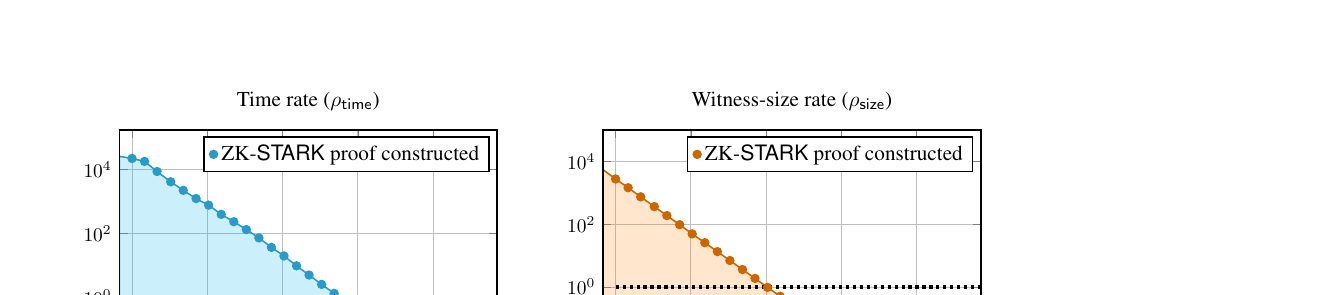 Time rate (ρtime)
Witness-size rate (ρsize)
ZK-STARK proof constructed
10^4
10^2
ZK-STARK proof constructed
10^4
10^2
10^0